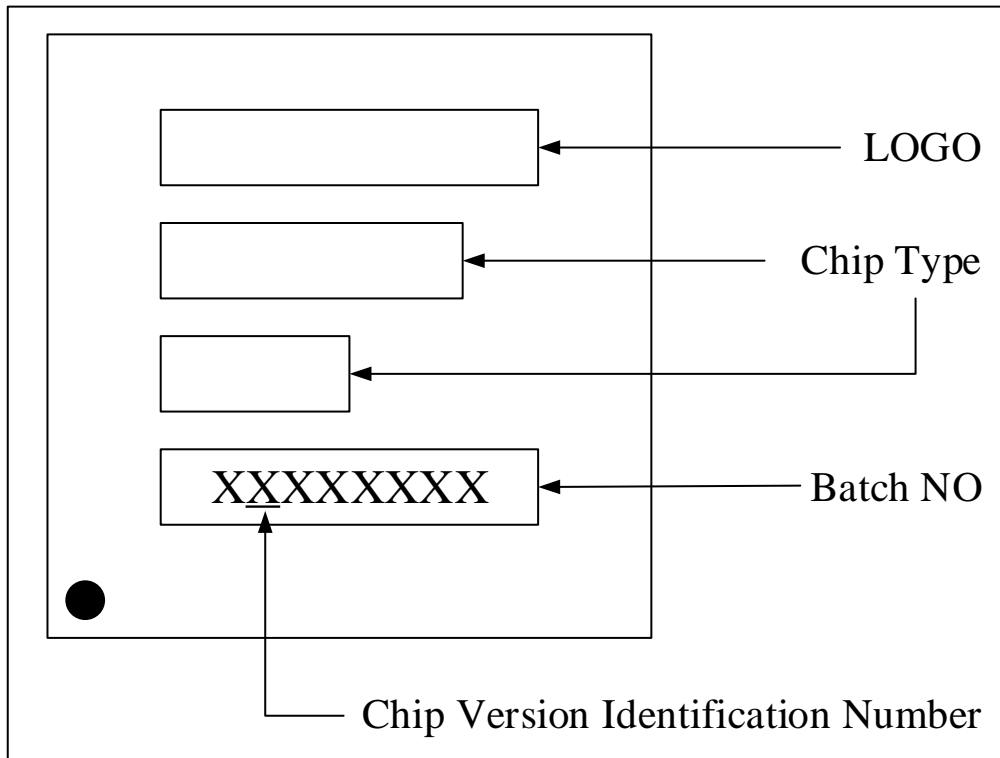 LOGO
Chip Type
XXXXXXXX
Batch NO
Chip Version Identification Number